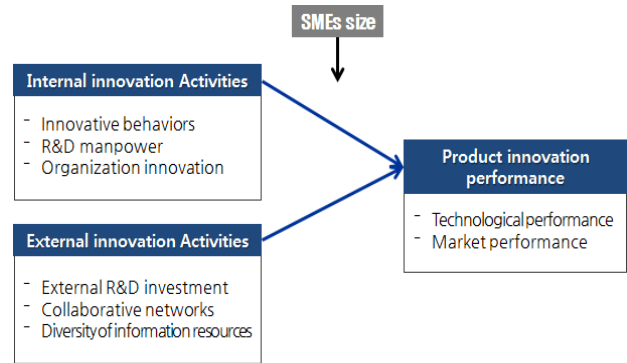 SMEs size
Internal innovation Activities
- Innovative behaviors
- R&D manpower
- Organization innovation
External innovation Activities
- External R&D investment
- Collaborative networks
- Diversity of information resources
Product innovation
performance
- Technological performance
- Market performance